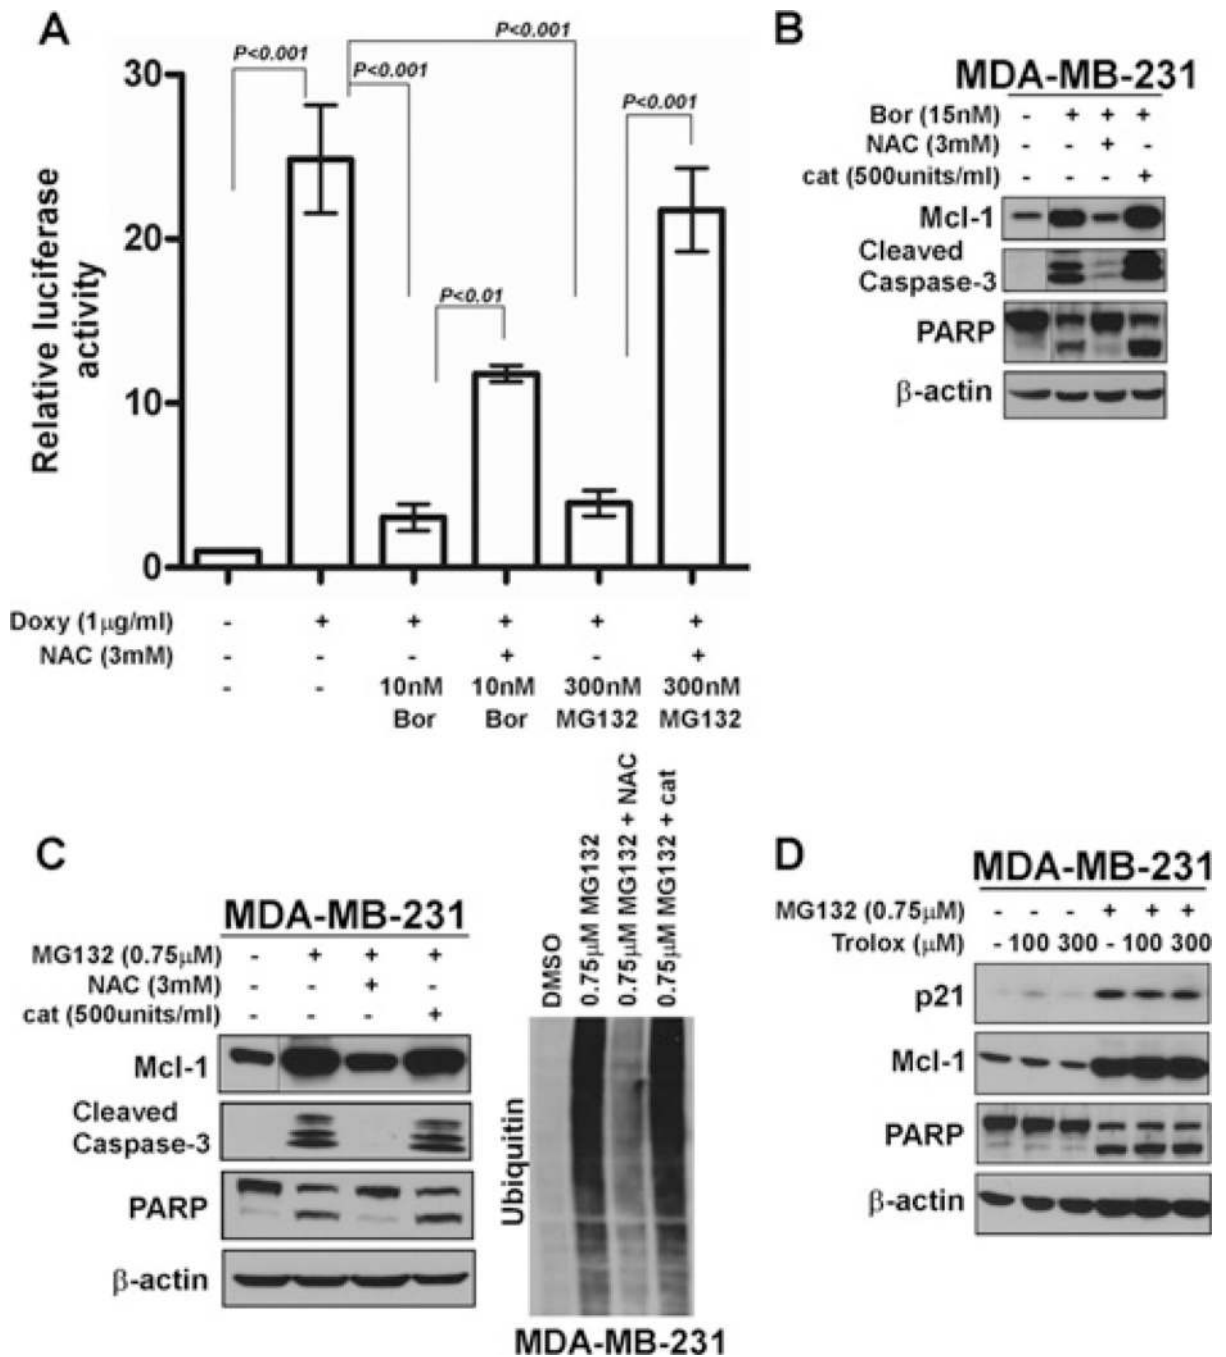 A
P<0.001
P<0.001
P<0.001
P<0.001
P<0.01
30
20
10
0
Relative luciferase
activity
Doxy (1μg/ml) - + + + + +
NAC (3mM) - - - + - +
- - 10nM 10nM 300nM 300nM
Bor Bor MG132 MG132
B
MDA-MB-231
Bor (15nM) - + + +
NAC (3mM) - - + -
cat (500units/ml) - - - +
Mcl-1
Cleaved
Caspase-3
PARP
β-actin
C
MDA-MB-231
MG132 (0.75μM) - + + +
NAC (3mM) - - + -
cat (500units/ml) - - - +
Mcl-1
Cleaved
Caspase-3
PARP
β-actin
DMSO
0.75μM MG132
0.75μM MG132 + NAC
0.75μM MG132 + cat
Ubiquitin
MDA-MB-231
D
MDA-MB-231
MG132 (0.75μM) - - - + + +
Trolox (μM) - 100 300 - 100 300
p21
Mcl-1
PARP
β-actin